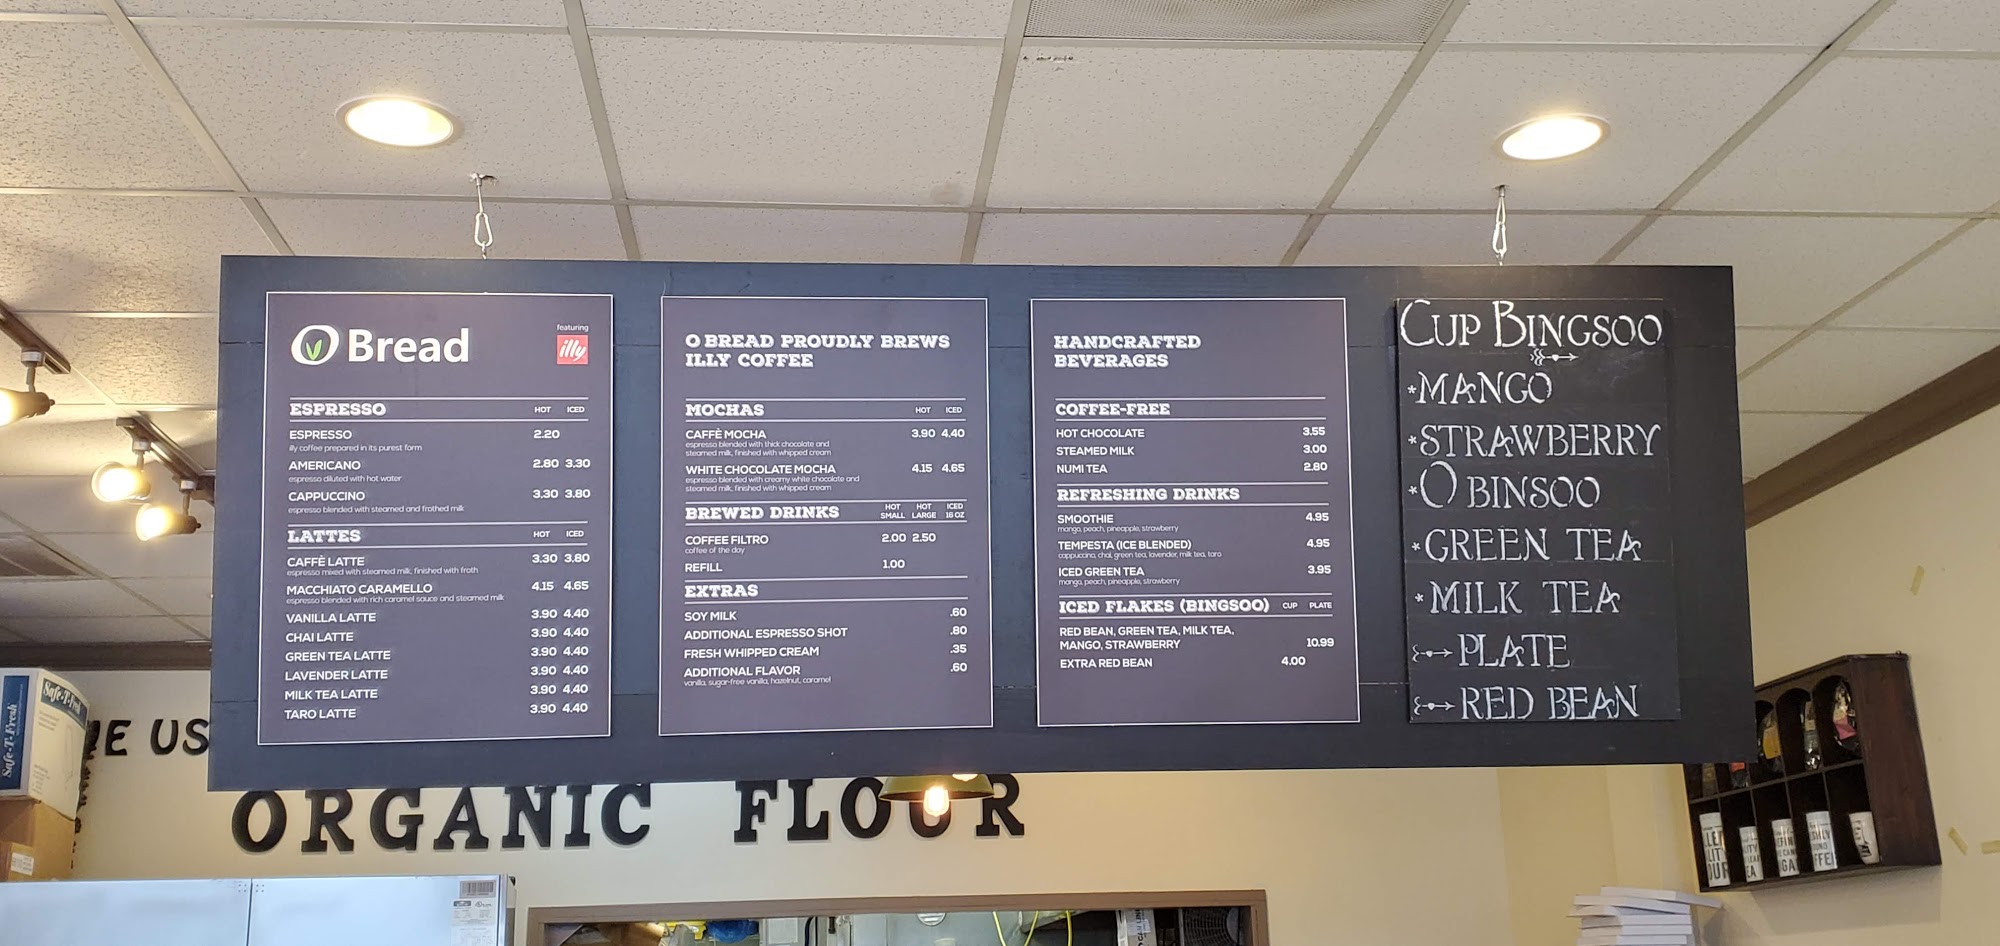 O Bread
featuring
illy
ESPRESSO HOT ICED
ESPRESSO 2.20
illy coffee prepared in its purest form
AMERICANO 2.80 3.30
espresso diluted with hot water
CAPPUCCINO 3.30 3.80
espresso blended with steamed and frothed milk
LATTES HOT ICED
CAFFÈ LATTE 3.30 3.80
espresso mixed with steamed milk, finished with froth
MACCHIATO CARAMELLO 4.15 4.65
espresso blended with rich caramel sauce and steamed milk
VANILLA LATTE 3.90 4.40
CHAI LATTE 3.90 4.40
GREEN TEA LATTE 3.90 4.40
LAVENDER LATTE 3.90 4.40
MILK TEA LATTE 3.90 4.40
TARO LATTE 3.90 4.40
O BREAD PROUDLY BREWS
ILLY COFFEE
MOCHAS HOT ICED
CAFFÈ MOCHA 3.90 4.40
espresso blended with thick chocolate and
steamed milk, finished with whipped cream
WHITE CHOCOLATE MOCHA 4.15 4.65
espresso blended with creamy white chocolate and
steamed milk, finished with whipped cream
BREWED DRINKS HOT SMALL HOT LARGE ICED 16 OZ
COFFEE FILTRO 2.00 2.50
coffee of the day
REFILL 1.00
EXTRAS
SOY MILK .60
ADDITIONAL ESPRESSO SHOT .80
FRESH WHIPPED CREAM .35
ADDITIONAL FLAVOR .60
vanilla, sugar-free vanilla, hazelnut, caramel
HANDCRAFTED
BEVERAGES
COFFEE-FREE
HOT CHOCOLATE 3.55
STEAMED MILK 3.00
NUMI TEA 2.80
REFRESHING DRINKS
SMOOTHIE 4.95
mango, peach, pineapple, strawberry
TEMPESTA (ICE BLENDED) 4.95
cappuccino, chai, green tea, lavender, milk tea, taro
ICED GREEN TEA 3.95
mango, peach, pineapple, strawberry
ICED FLAKES (BINGSOO) CUP PLATE
RED BEAN, GREEN TEA, MILK TEA,
MANGO, STRAWBERRY 10.99
EXTRA RED BEAN 4.00
CUP BINGSOO
*MANGO
*STRAWBERRY
*O BINSOO
*GREEN TEA
*MILK TEA
PLATE
RED BEAN
Safe-T-Fresh
Safe-T-Fresh
WE US
ORGANIC FLOUR